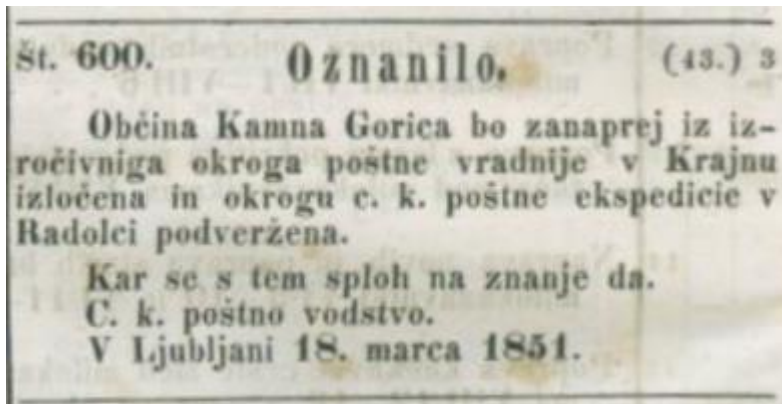 Št. 600. Oznanilo. (43.) 3
Občina Kamna Gorica bo zanaprej iz iz-
ročivniga okroga poštne vradnije v Krajnu
izločena in okrogu c. k. poštne ekspedicie v
Radolci podveržena.
Kar se s tem sploh na znanje da.
C. k. poštno vodstvo.
V Ljubljani 18. marca 1851.